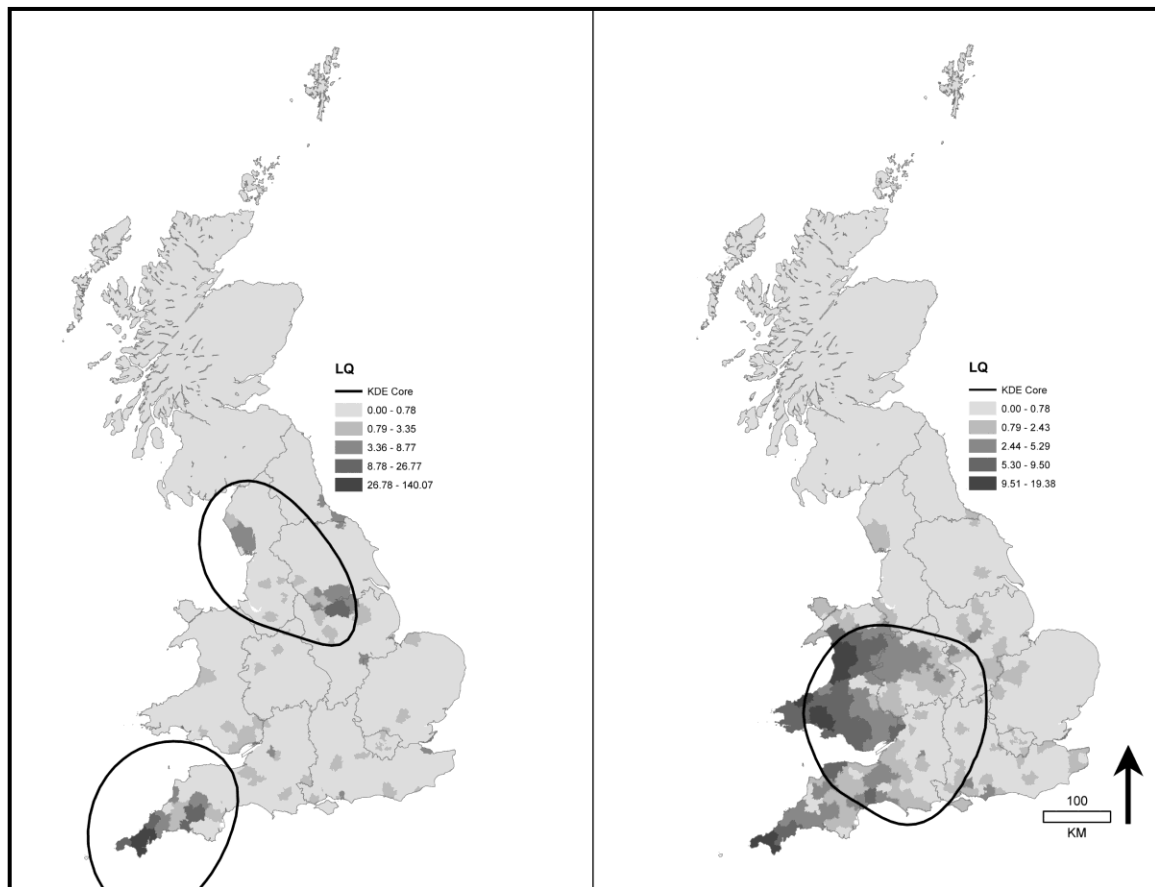 LQ
KDE Core
0.00 - 0.78
0.79 - 3.35
3.36 - 8.77
8.78 - 26.77
26.78 - 140.07
LQ
KDE Core
0.00 - 0.78
0.79 - 2.43
2.44 - 5.29
5.30 - 9.50
9.51 - 19.38
100
KM